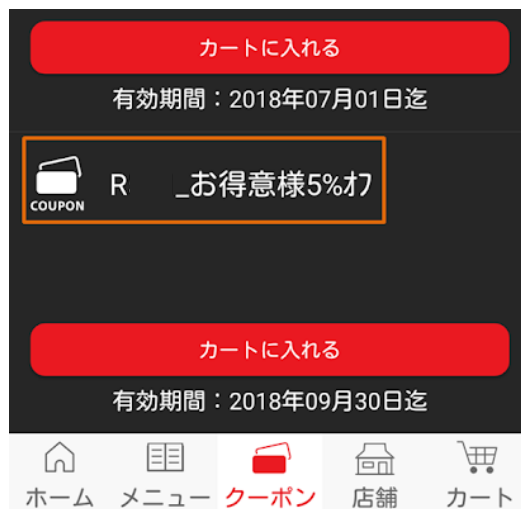 カートに入れる
有効期間：2018年07月01日迄
COUPON
R _お得意様5%ｵﾌ
カートに入れる
有効期間：2018年09月30日迄
ホーム メニュー クーポン 店舗 カート